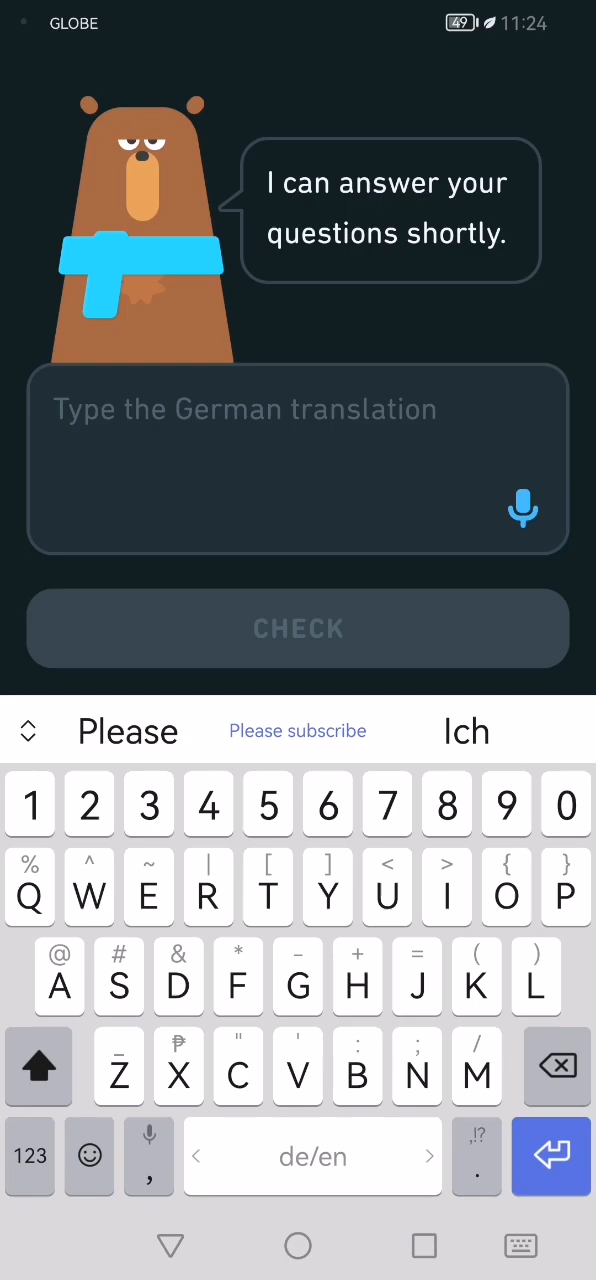 GLOBE 49 11:24
I can answer your
questions shortly.
Type the German translation
CHECK
Please Please subscribe Ich
1 2 3 4 5 6 7 8 9 0
% ^ ~ | [ ] < > { }
Q W E R T Y U I O P
@ # & * - + = ( )
A S D F G H J K L
_ ₱ " ' : ; /
Z X C V B N M
,!?
123 , < de/en > .